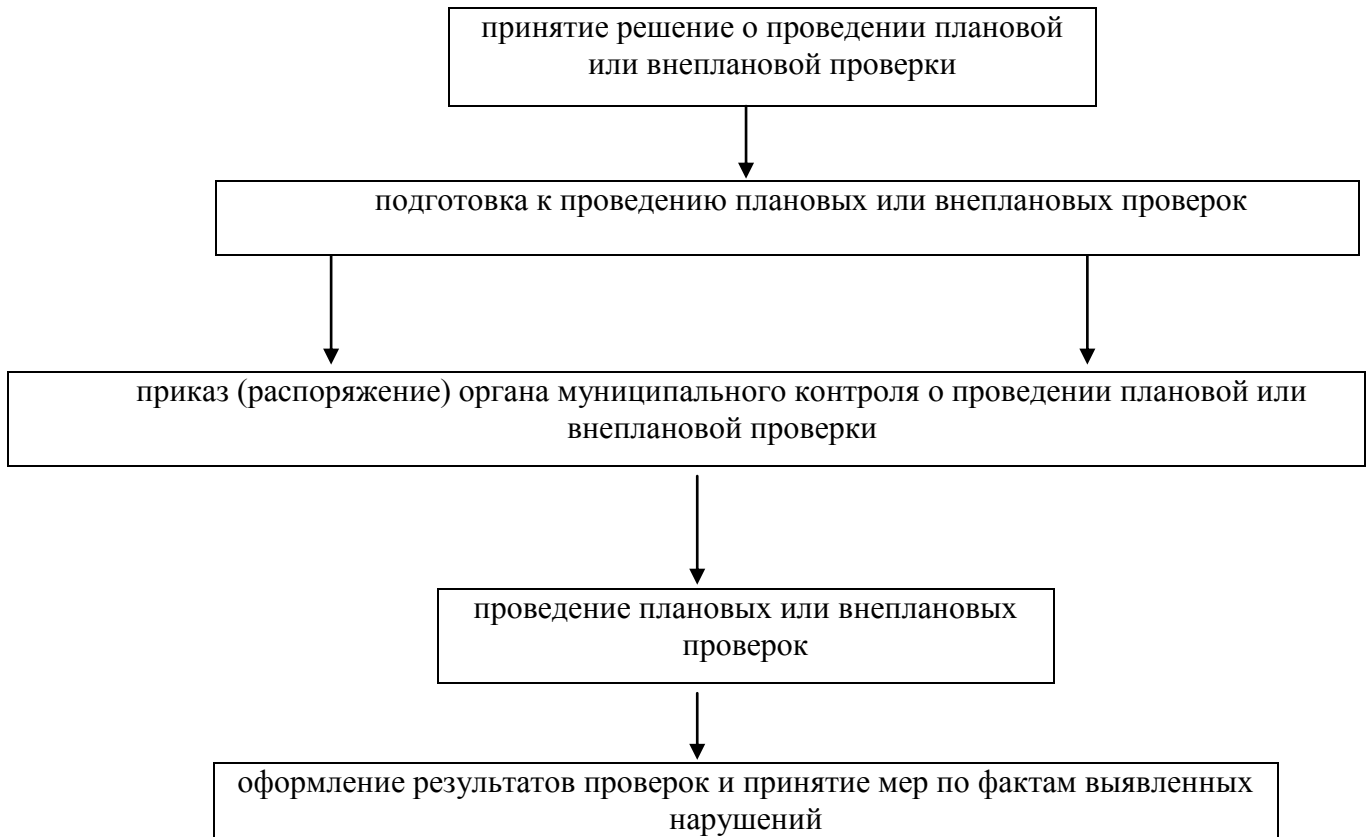 принятие решение о проведении плановой
или внеплановой проверки
подготовка к проведению плановых или внеплановых проверок
приказ (распоряжение) органа муниципального контроля о проведении плановой или
внеплановой проверки
проведение плановых или внеплановых
проверок
оформление результатов проверок и принятие мер по фактам выявленных
нарушений